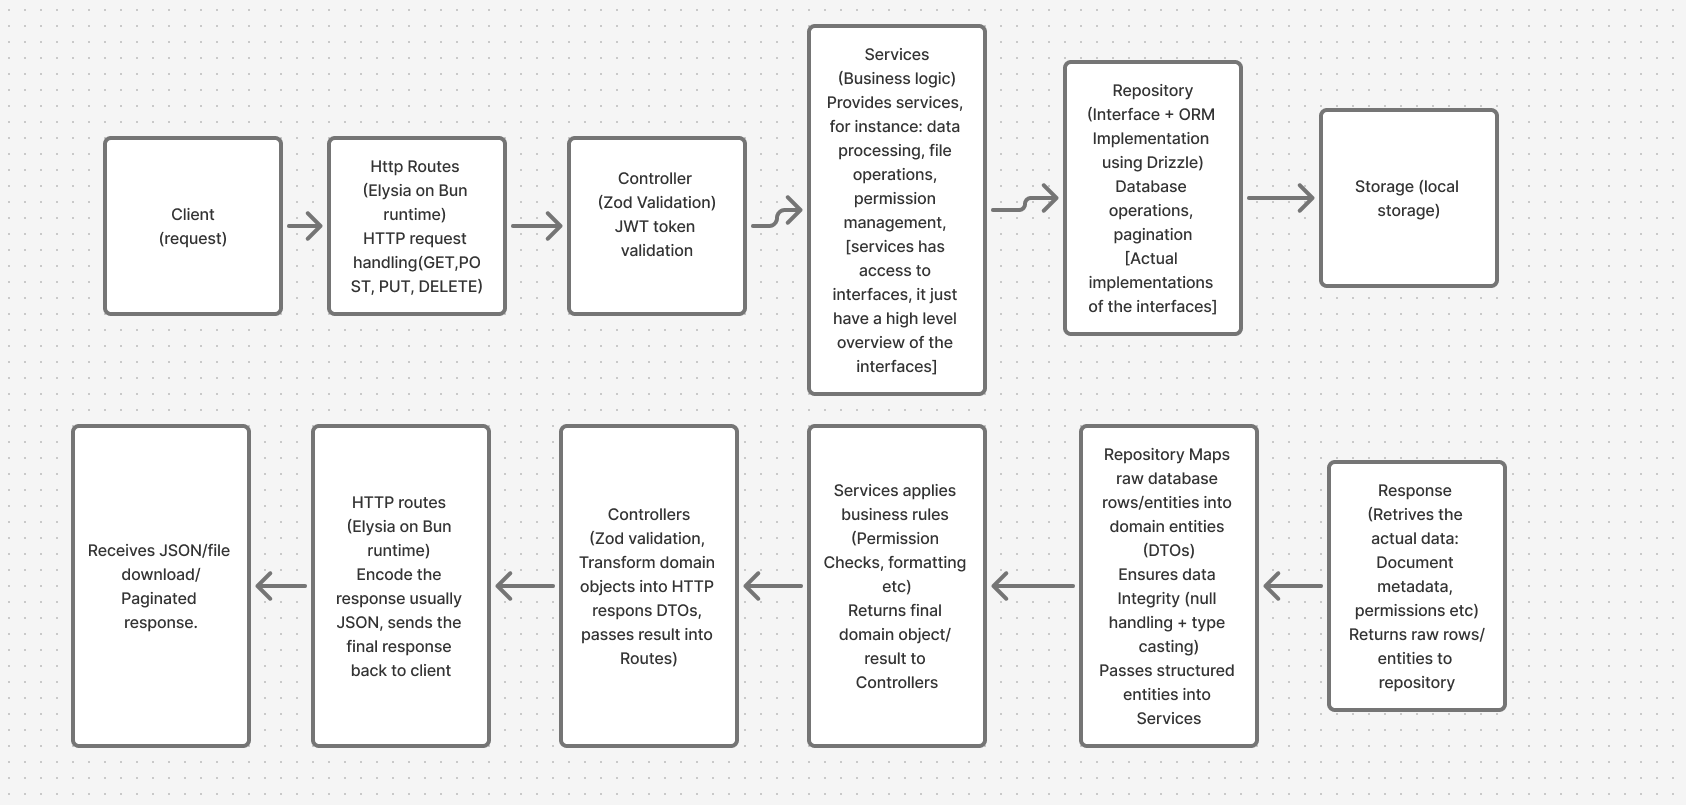 Client
(request)
Http Routes
(Elysia on Bun
runtime)
HTTP request
handling(GET,PO
ST, PUT, DELETE)
Controller
(Zod Validation)
JWT token
validation
Services
(Business logic)
Provides services,
for instance: data
processing, file
operations,
permission
management,
[services has
access to
interfaces, it just
have a high level
overview of the
interfaces]
Repository
(Interface + ORM
Implementation
using Drizzle)
Database
operations,
pagination
[Actual
implementations
of the interfaces]
Storage (local
storage)
Receives JSON/file
download/
Paginated
response.
HTTP routes
(Elysia on Bun
runtime)
Encode the
response usually
JSON, sends the
final response
back to client
Controllers
(Zod validation,
Transform domain
objects into HTTP
respons DTOs,
passes result into
Routes)
Services applies
business rules
(Permission
Checks, formatting
etc)
Returns final
domain object/
result to
Controllers
Repository Maps
raw database
rows/entities into
domain entities
(DTOs)
Ensures data
Integrity (null
handling + type
casting)
Passes structured
entities into
Services
Response
(Retrives the
actual data:
Document
metadata,
permissions etc)
Returns raw rows/
entities to
repository